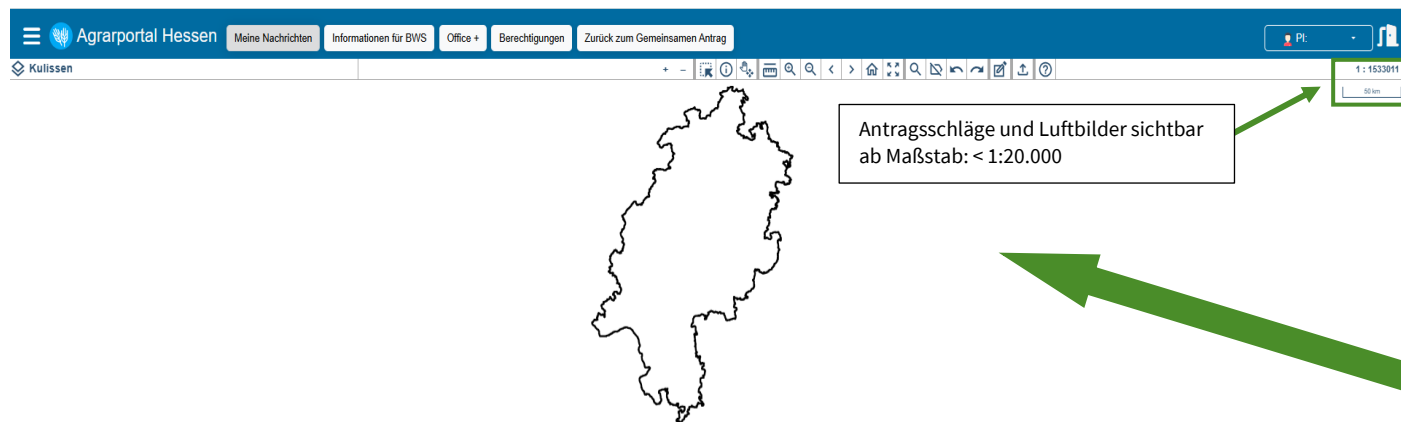 Agrarportal Hessen Meine Nachrichten Informationen für BWS Office + Berechtigungen Zurück zum Gemeinsamen Antrag PI:
Kulissen + - 1 : 1533011
50 km
Antragsschläge und Luftbilder sichtbar
ab Maßstab: < 1:20.000